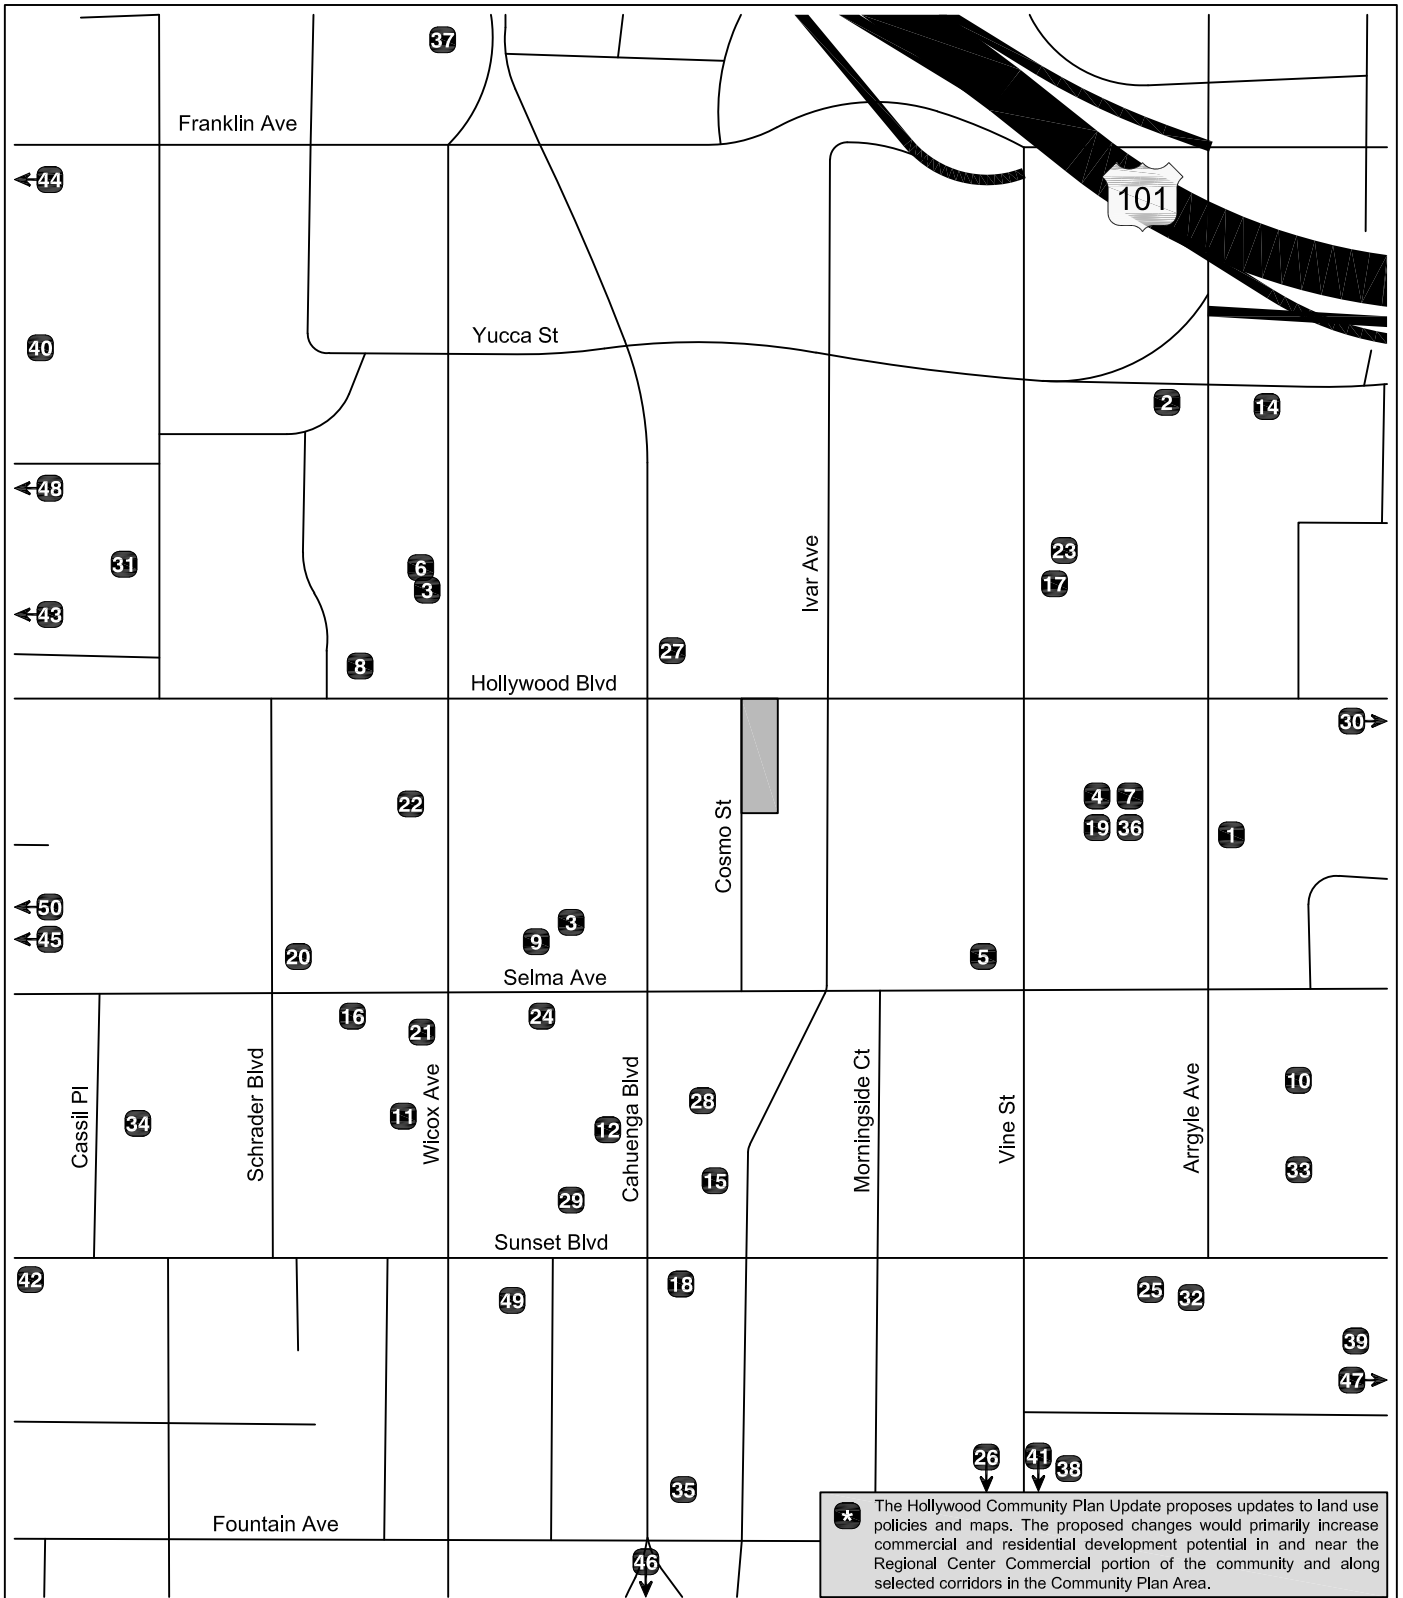 37
Franklin Ave
44
101
40
Yucca St
2
14
48
31
6
3
23
17
43
Ivar Ave
8
27
Hollywood Blvd
30
22
4
7
19
36
1
Cosmo St
50
45
20
9
3
5
Selma Ave
16
21
24
Cassil Pl
34
Schrader Blvd
11
Wicox Ave
12
Cahuenga Blvd
28
15
29
Morningside Ct
Vine St
Arrgyle Ave
10
33
Sunset Blvd
42
49
18
25
32
39
47
26
41
38
35
Fountain Ave
46
* The Hollywood Community Plan Update proposes updates to land use
policies and maps. The proposed changes would primarily increase
commercial and residential development potential in and near the
Regional Center Commercial portion of the community and along
selected corridors in the Community Plan Area.